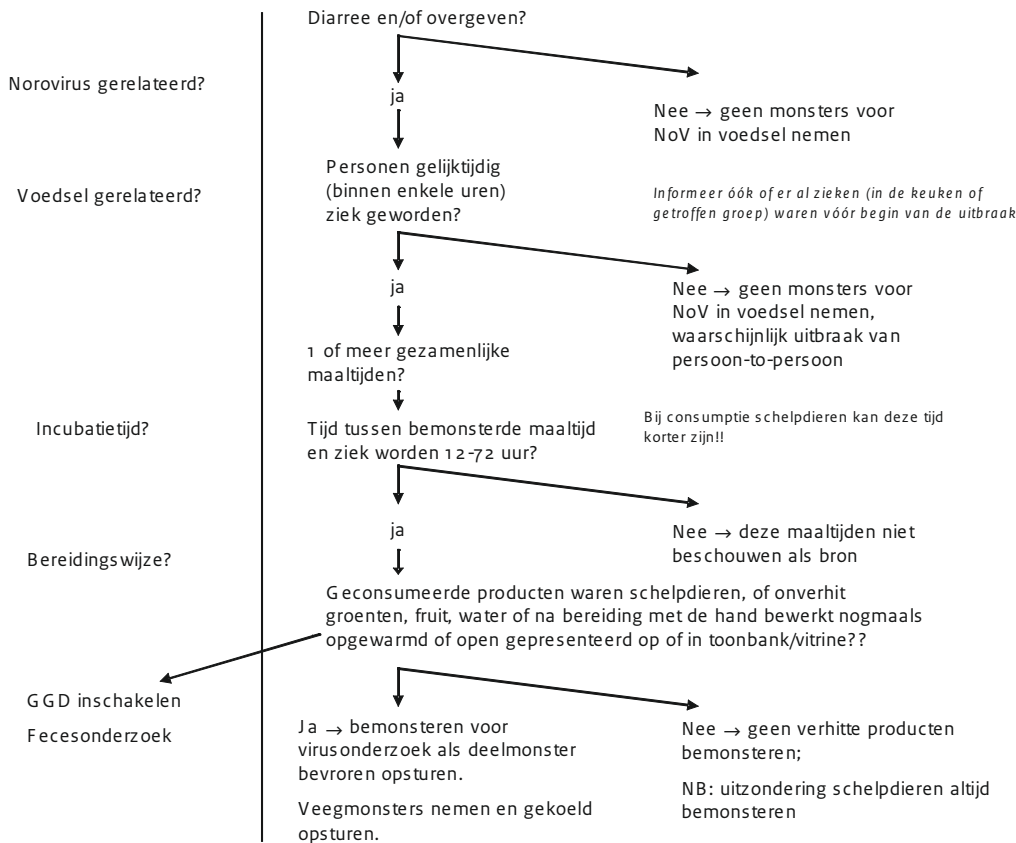 Diarree en/of overgeven?
Norovirus gerelateerd?
ja
Nee → geen monsters voor
NoV in voedsel nemen
Voedsel gerelateerd?
Personen gelijktijdig
(binnen enkele uren)
ziek geworden?
Informeer óók of er al zieken (in de keuken of
getroffen groep) waren vóór begin van de uitbraak
ja
Nee → geen monsters voor
NoV in voedsel nemen,
waarschijnlijk uitbraak van
persoon-to-persoon
1 of meer gezamenlijke
maaltijden?
Incubatietijd?
Tijd tussen bemonsterde maaltijd
en ziek worden 12-72 uur?
Bij consumptie schelpdieren kan deze tijd
korter zijn!!
ja
Nee → deze maaltijden niet
beschouwen als bron
Bereidingswijze?
Geconsumeerde producten waren schelpdieren, of onverhit
groenten, fruit, water of na bereiding met de hand bewerkt nogmaals
opgewarmd of open gepresenteerd op of in toonbank/vitrine??
GGD inschakelen
Fecesonderzoek
Ja → bemonsteren voor
virusonderzoek als deelmonster
bevroren opsturen.
Veegmonsters nemen en gekoeld
opsturen.
Nee → geen verhitte producten
bemonsteren;
NB: uitzondering schelpdieren altijd
bemonsteren